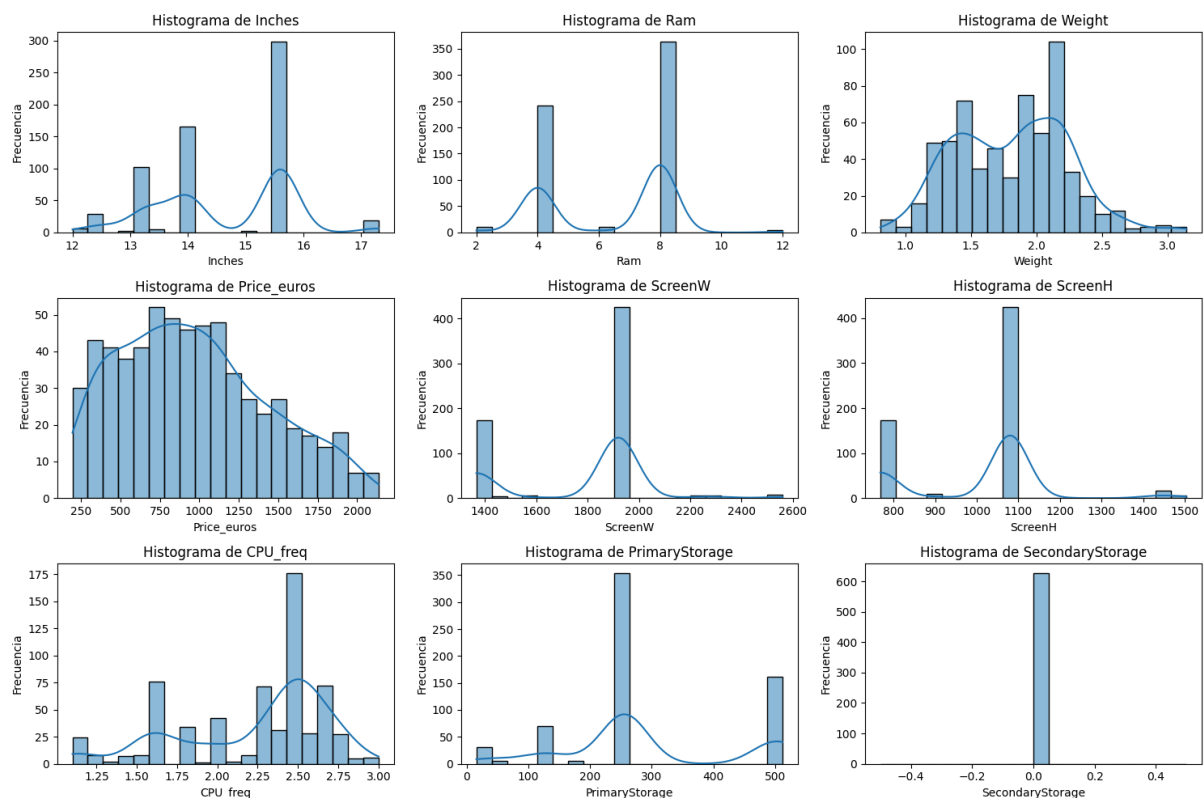 Histograma de Inches
Frecuencia
300
250
200
150
100
50
0
12 13 14 15 16 17
Inches
Histograma de Ram
Frecuencia
350
300
250
200
150
100
50
0
2 4 6 8 10 12
Ram
Histograma de Weight
Frecuencia
100
80
60
40
20
0
1.0 1.5 2.0 2.5 3.0
Weight
Histograma de Price_euros
Frecuencia
50
40
30
20
10
0
250 500 750 1000 1250 1500 1750 2000
Price_euros
Histograma de ScreenW
Frecuencia
400
300
200
100
0
1400 1600 1800 2000 2200 2400 2600
ScreenW
Histograma de ScreenH
Frecuencia
400
300
200
100
0
800 900 1000 1100 1200 1300 1400 1500
ScreenH
Histograma de CPU_freq
Frecuencia
175
150
125
100
75
50
25
0
1.25 1.50 1.75 2.00 2.25 2.50 2.75 3.00
CPU_freq
Histograma de PrimaryStorage
Frecuencia
350
300
250
200
150
100
50
0
0 100 200 300 400 500
PrimaryStorage
Histograma de SecondaryStorage
Frecuencia
600
500
400
300
200
100
0
−0.4 −0.2 0.0 0.2 0.4
SecondaryStorage